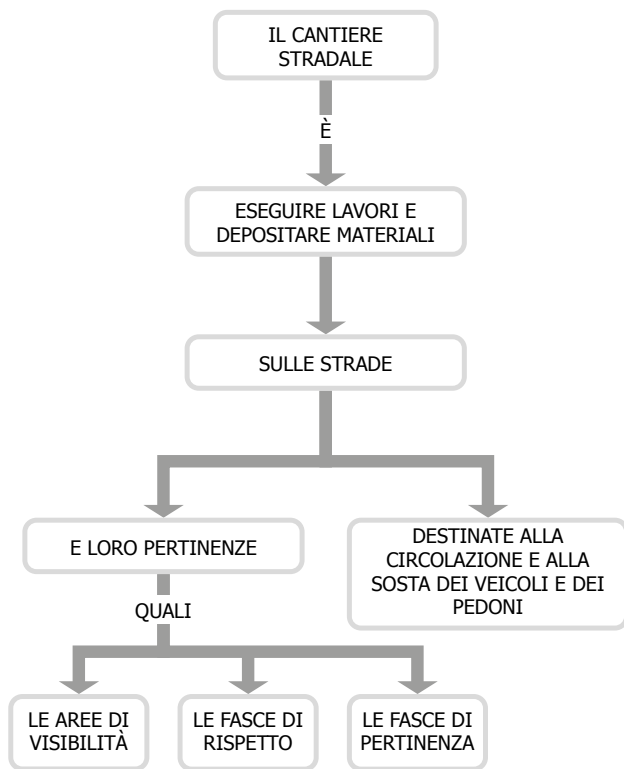 IL CANTIERE
STRADALE
È
ESEGUIRE LAVORI E
DEPOSITARE MATERIALI
SULLE STRADE
E LORO PERTINENZE
DESTINATE ALLA
CIRCOLAZIONE E ALLA
SOSTA DEI VEICOLI E DEI
PEDONI
QUALI
LE AREE DI
VISIBILITÀ
LE FASCE DI
RISPETTO
LE FASCE DI
PERTINENZA